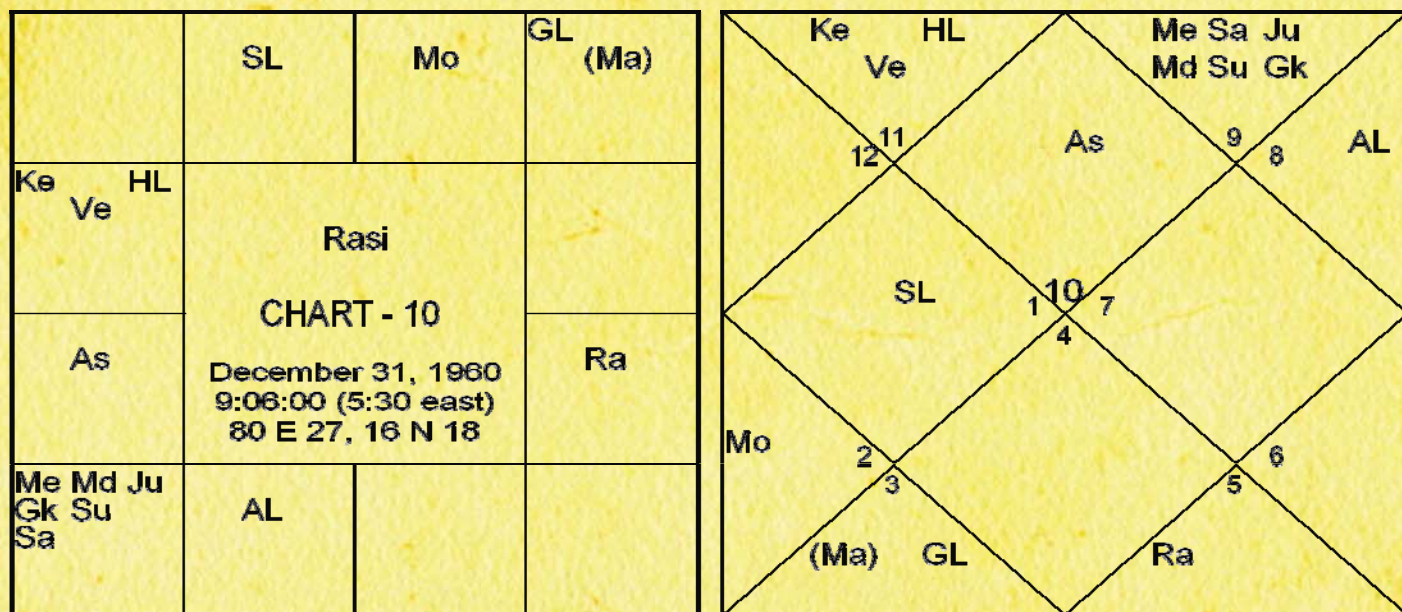 SL
Mo
GL
(Ma)
Ke HL
Ve
Rasi
CHART - 10
December 31, 1960
9:06:00 (5:30 east)
80 E 27, 16 N 18
As
Ra
Me Md Ju
Gk Su
Sa
AL
Ke HL
Ve
Me Sa Ju
Md Su Gk
As
AL
11
12
9
8
SL
1 10 7
4
Mo
2
3
6
5
(Ma) GL
Ra